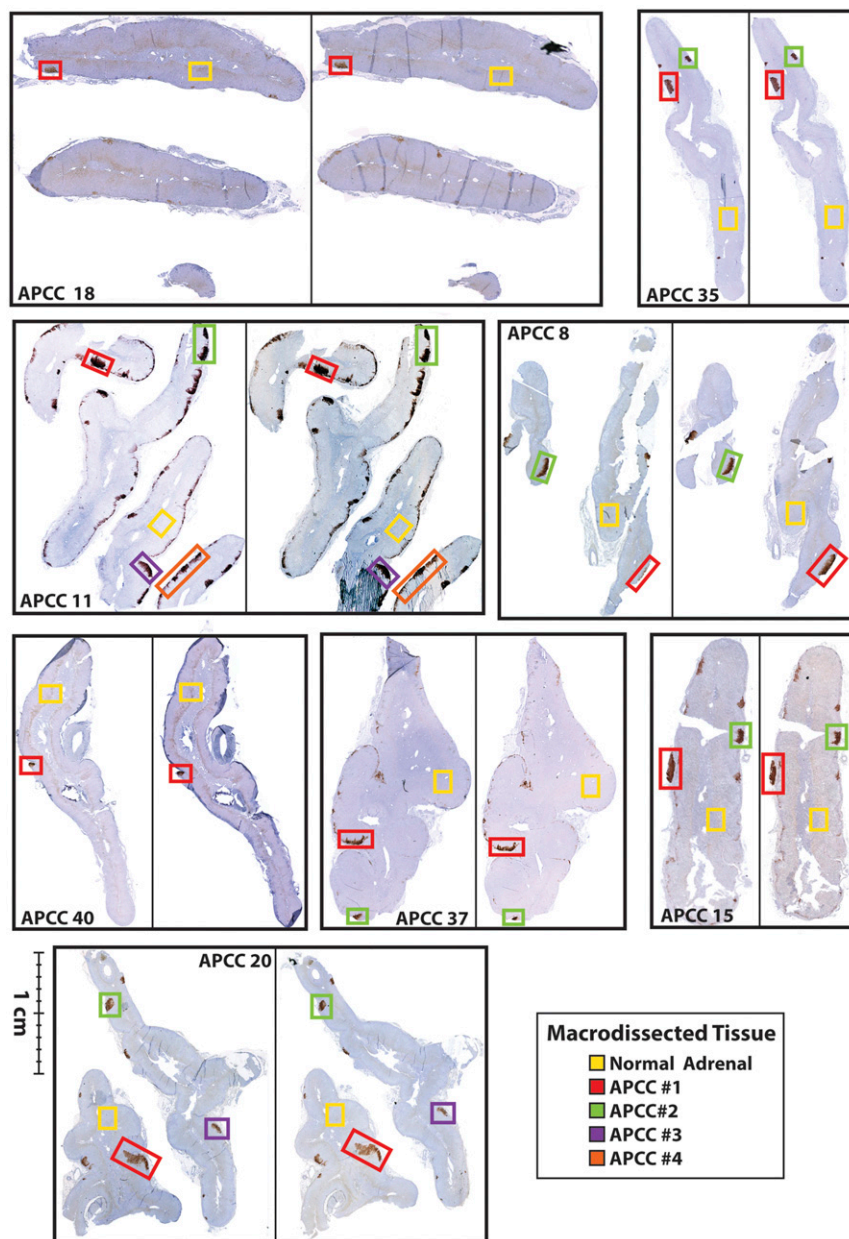 APCC 18
APCC 35
APCC 11
APCC 8
APCC 40
APCC 37
APCC 15
APCC 20
1 cm
Macrodissected Tissue
Normal Adrenal
APCC #1
APCC#2
APCC #3
APCC #4